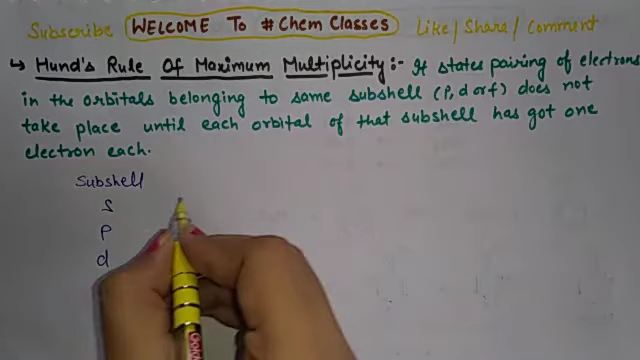 Subscribe WELCOME To #Chem Classes Like/Share/Comment
↳ Hund's Rule Of Maximum Multiplicity:- It states pairing of electrons
in the orbitals belonging to same subshell (P, d or f) does not
take place until each orbital of that subshell has got one
electron each.
Subshell
S
P
d